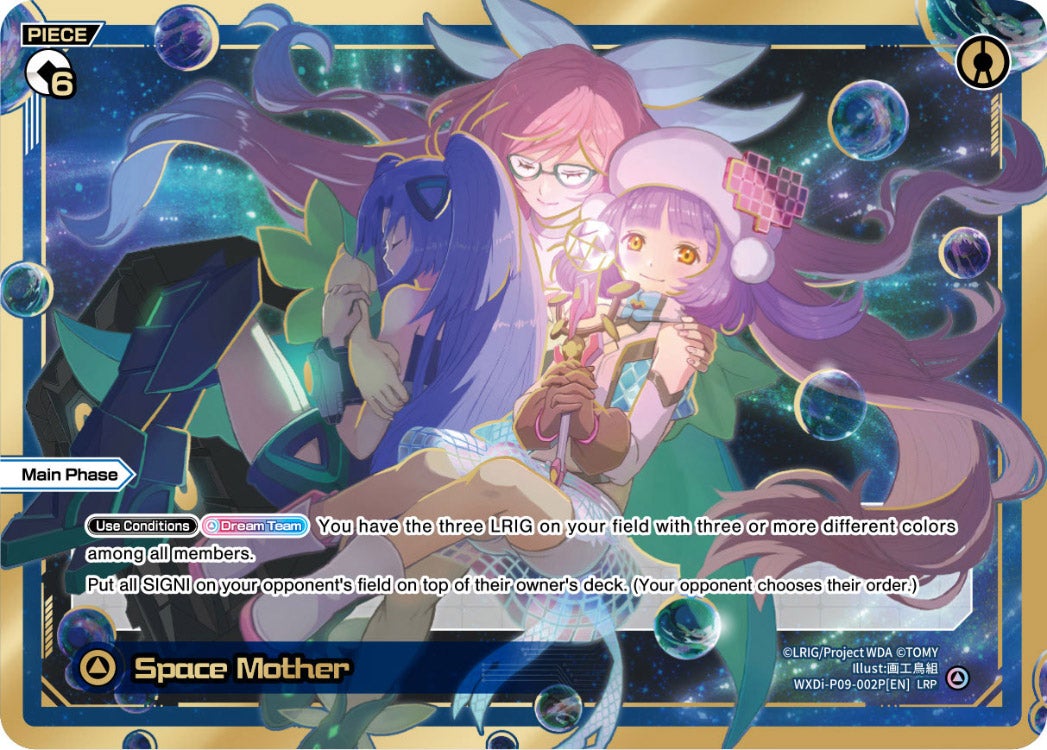 PIECE
6
Main Phase
Use Conditions Dream Team You have the three LRIG on your field with three or more different colors
among all members.
Put all SIGNI on your opponent's field on top of their owner's deck. (Your opponent chooses their order.)
Space Mother
©LRIG/Project WDA ©TOMY
Illust:画工鳥組
WXDi-P09-002P[EN] LRP